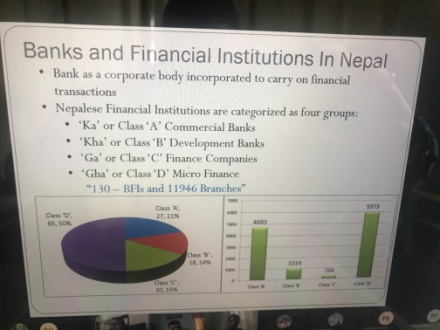 Banks and Financial Institutions In Nepal
• Bank as a corporate body incorporated to carry on financial
transactions
• Nepalese Financial Institutions are categorized as four groups:
• 'Ka' or Class 'A' Commercial Banks
• 'Kha' or Class 'B' Development Banks
• 'Ga' or Class 'C' Finance Companies
• 'Gha' or Class 'D' Micro Finance
"130 – BFIs and 11946 Branches"
Class 'D',
65, 50%
Class 'A',
27, 21%
Class 'B',
18, 14%
Class 'C',
20, 15%
7000
6000
5000
4000
3000
2000
1000
4693
1016
5973
Class 'A'
Class 'B'
Class 'C'
Class 'D'